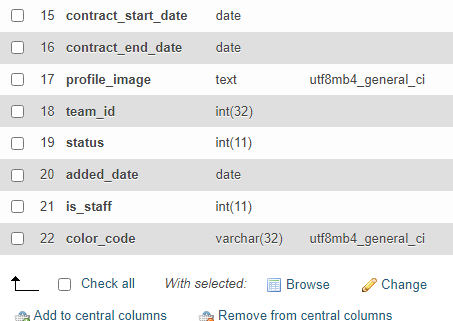 15 contract_start_date date
16 contract_end_date date
17 profile_image text utf8mb4_general_ci
18 team_id int(32)
19 status int(11)
20 added_date date
21 is_staff int(11)
22 color_code varchar(32) utf8mb4_general_ci
Check all With selected: Browse Change
Add to central columns Remove from central columns